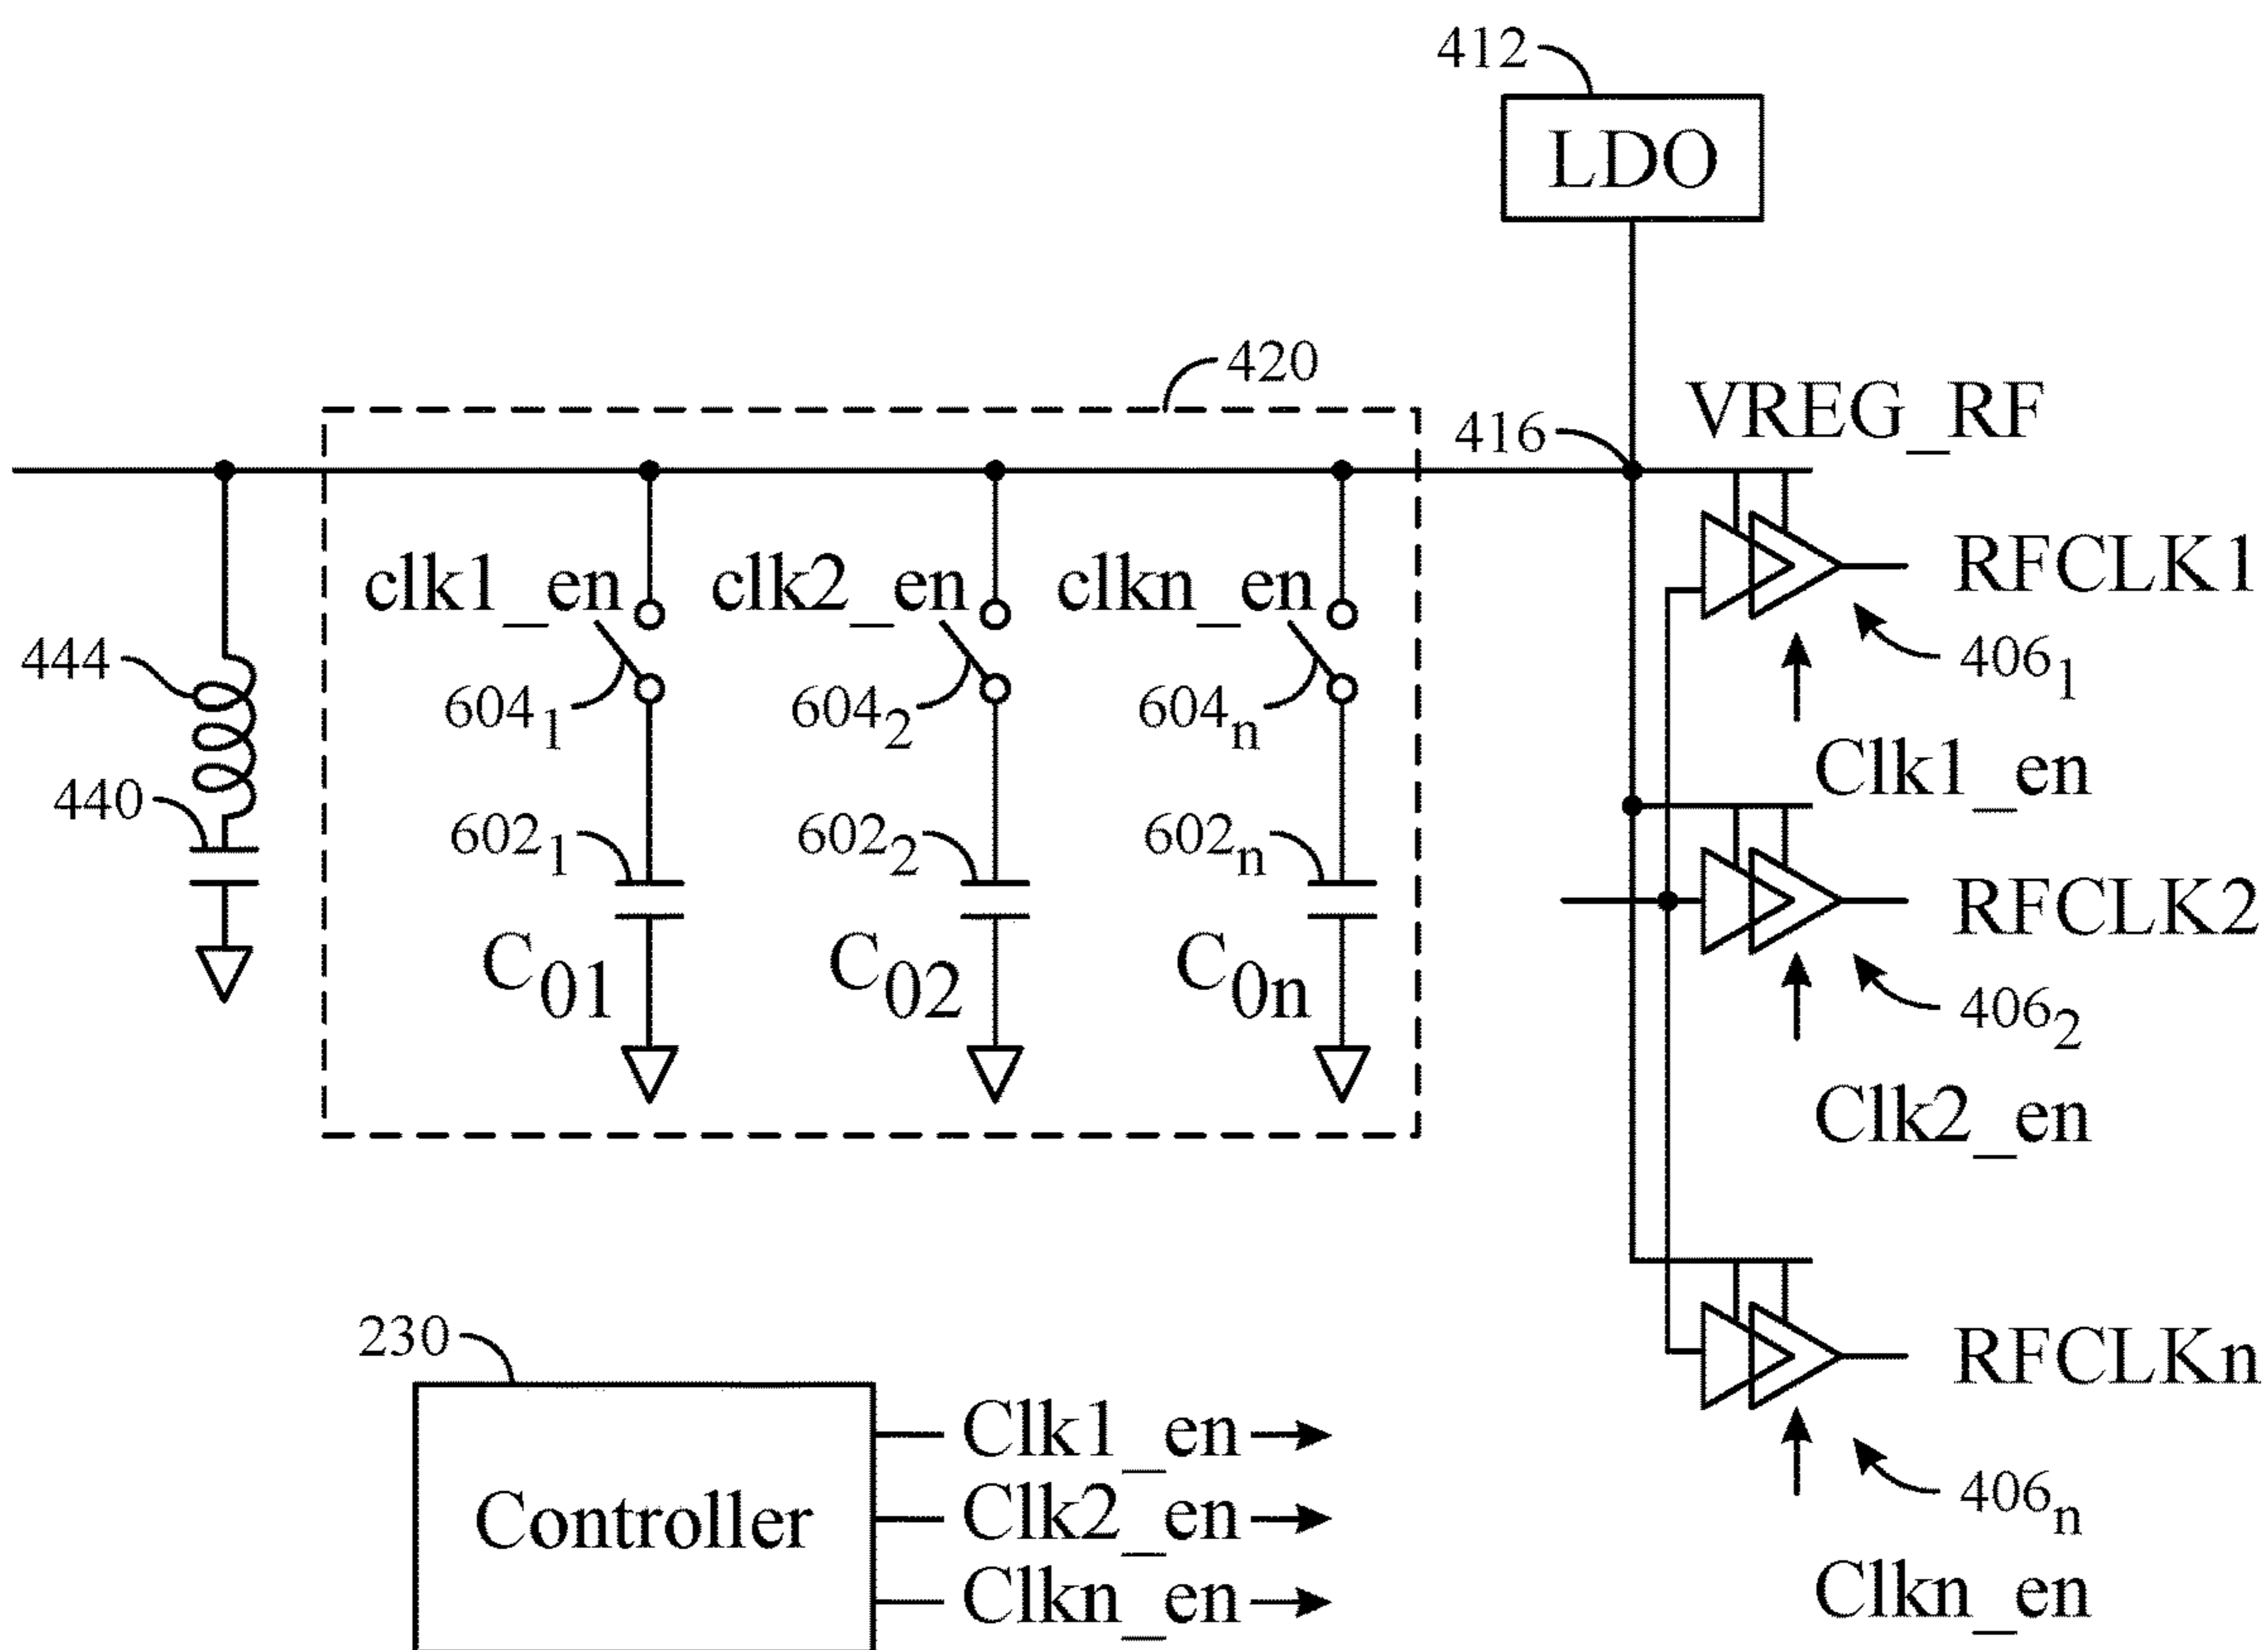 412
LDO
420
416
VREG_RF
clk1_en
clk2_en
clkn_en
RFCLK1
444
604₁
604₂
604ₙ
406₁
Clk1_en
440
602₁
602₂
602ₙ
RFCLK2
C₀₁
C₀₂
C₀ₙ
406₂
Clk2_en
230
RFCLKn
Controller
Clk1_en
Clk2_en
Clkn_en
406ₙ
Clkn_en